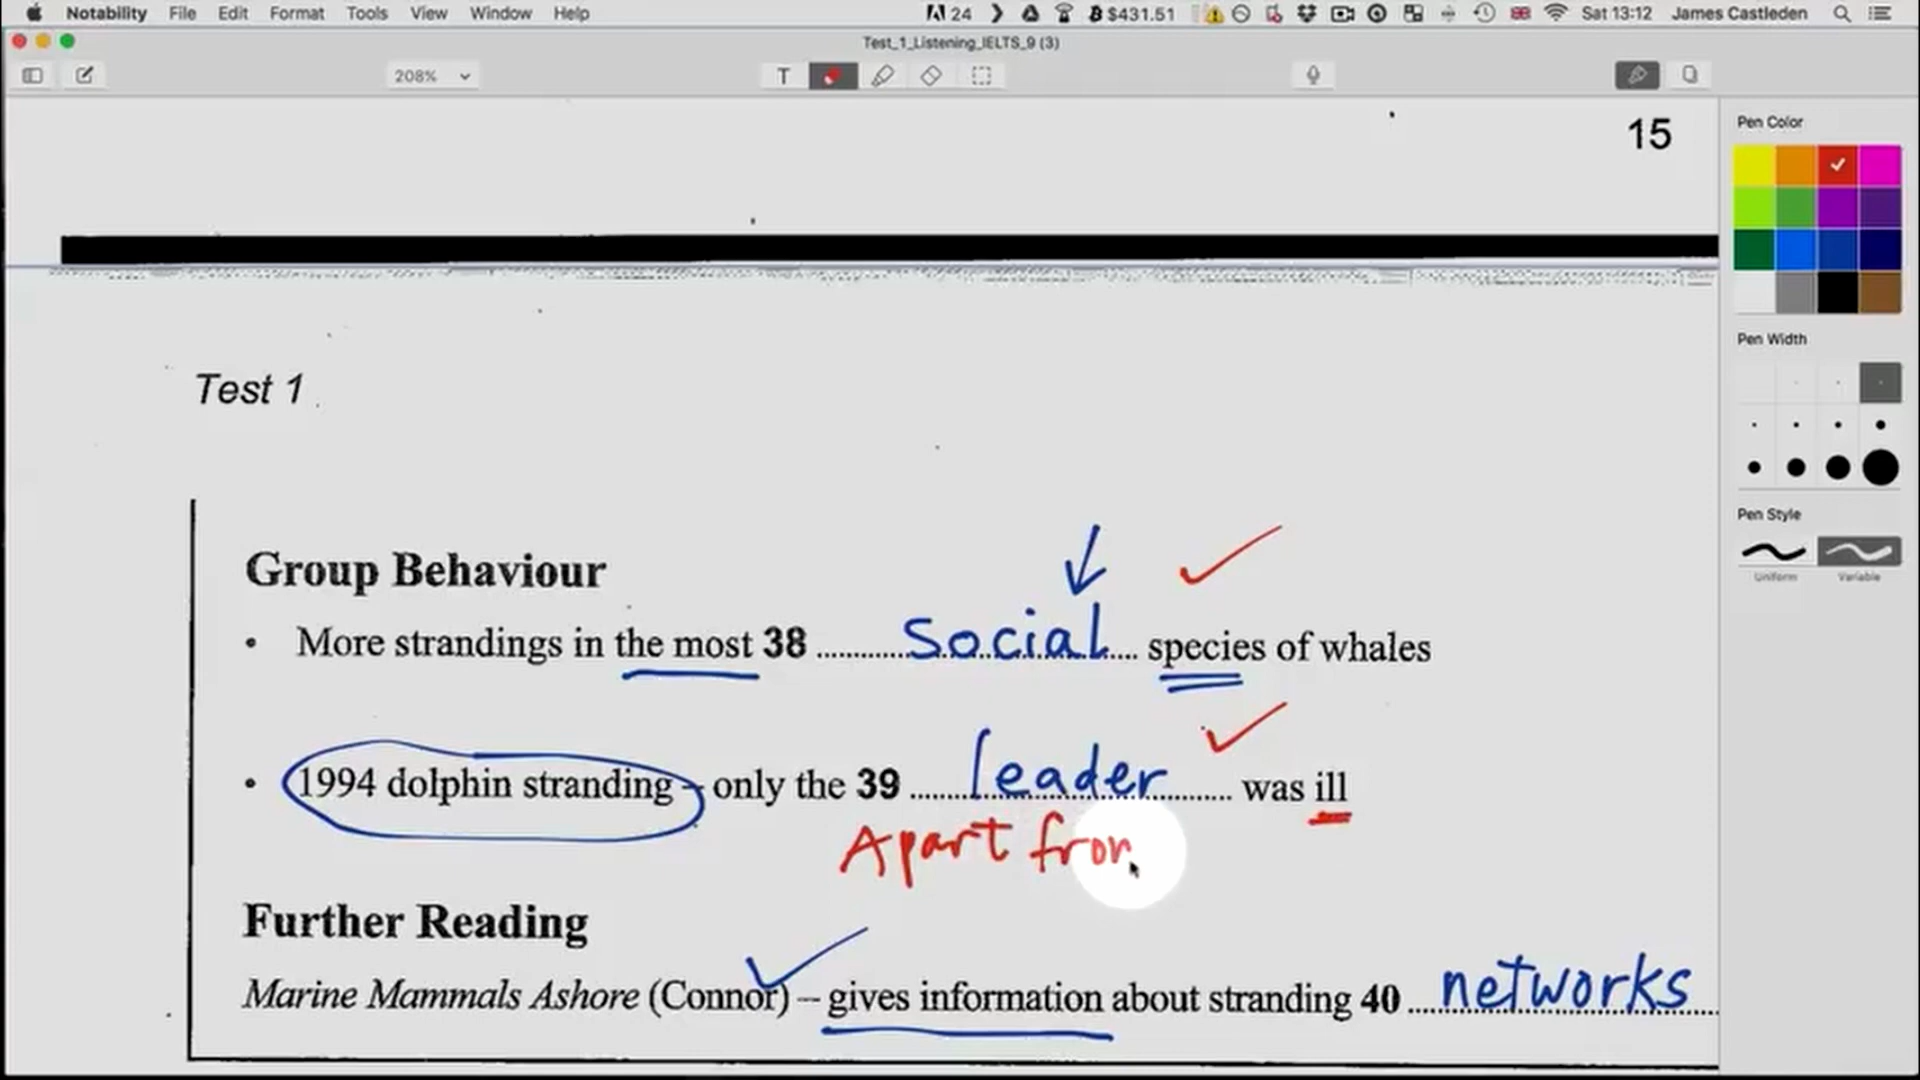 Notability File Edit Format Tools View Window Help 24 $431.51 Sat 13:12 James Castleden
Test_1_Listening_IELTS_9 (3)
208% T
15
Pen Color
Pen Width
Pen Style
Uniform Variable
Test 1
Group Behaviour
• More strandings in the most 38 ............social.... species of whales
• 1994 dolphin stranding – only the 39 ......leader......... was ill
Apart from
Further Reading
Marine Mammals Ashore (Connor) – gives information about stranding 40 ...networks...